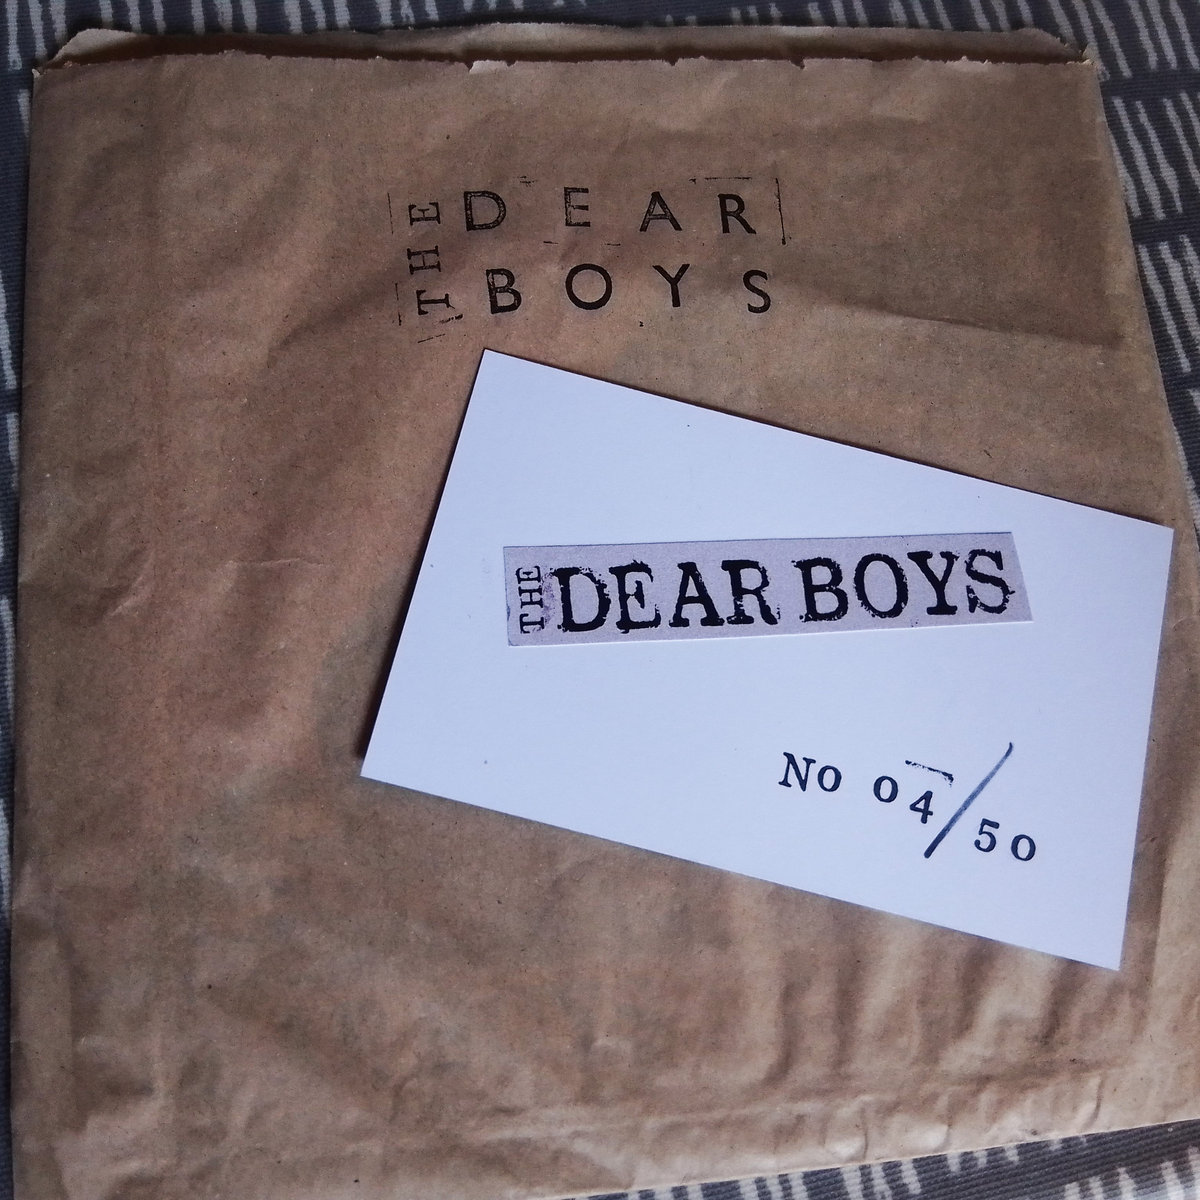 THE DEAR
BOYS
THE DEAR BOYS
No 04/50